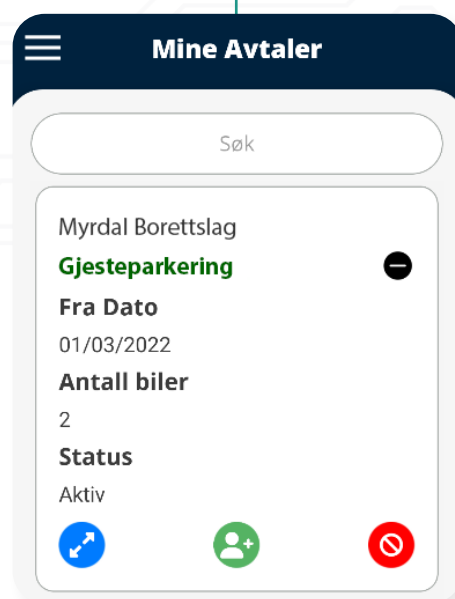 Mine Avtaler
Søk
Myrdal Borettslag
Gjesteparkering
Fra Dato
01/03/2022
Antall biler
2
Status
Aktiv